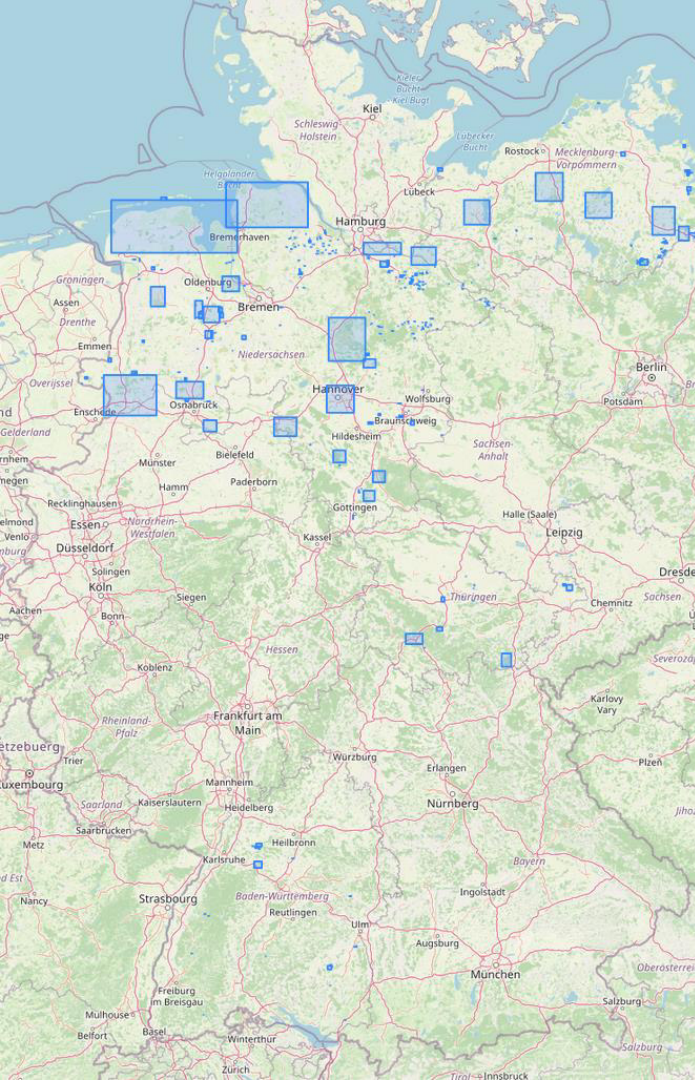 Kieler
Bucht
Kiel Bugt
Kiel
Schleswig-
Holstein
Lübecker
Bucht
Rostock
Mecklenburg-
Vorpommern
Helgoländer
Lübeck
Hamburg
Bremerhaven
Groningen
Oldenburg
Assen
Bremen
Drenthe
Emmen
Niedersachsen
Berlin
Overijssel
Hannover
Wolfsburg
Potsdam
Enschede
Osnabrück
Braunschweig
Gelderland
Hildesheim
Sachsen-
Anhalt
Bielefeld
Münster
Hamm
Paderborn
Recklinghausen
Göttingen
Halle (Saale)
Essen
Nordrhein-
Westfalen
Leipzig
Venlo
Kassel
Düsseldorf
Solingen
Dresde
Köln
Siegen
Thüringen
Chemnitz
Sachsen
Aachen
Bonn
Hessen
Koblenz
Karlovy
Vary
Frankfurt am
Main
Rheinland-
Pfalz
etzebuerg
Trier
Würzburg
Erlangen
Plzeň
uxembourg
Mannheim
Kaiserslautern
Heidelberg
Nürnberg
Saarland
Saarbrücken
Heilbronn
Metz
Karlsruhe
Bayern
Nancy
Strasbourg
Baden-Württemberg
Ingolstadt
Reutlingen
Ulm
Augsburg
München
Freiburg
im Breisgau
Salzburg
Mulhouse
Belfort
Basel
Winterthur
Salzburg
Zürich
Innsbruck